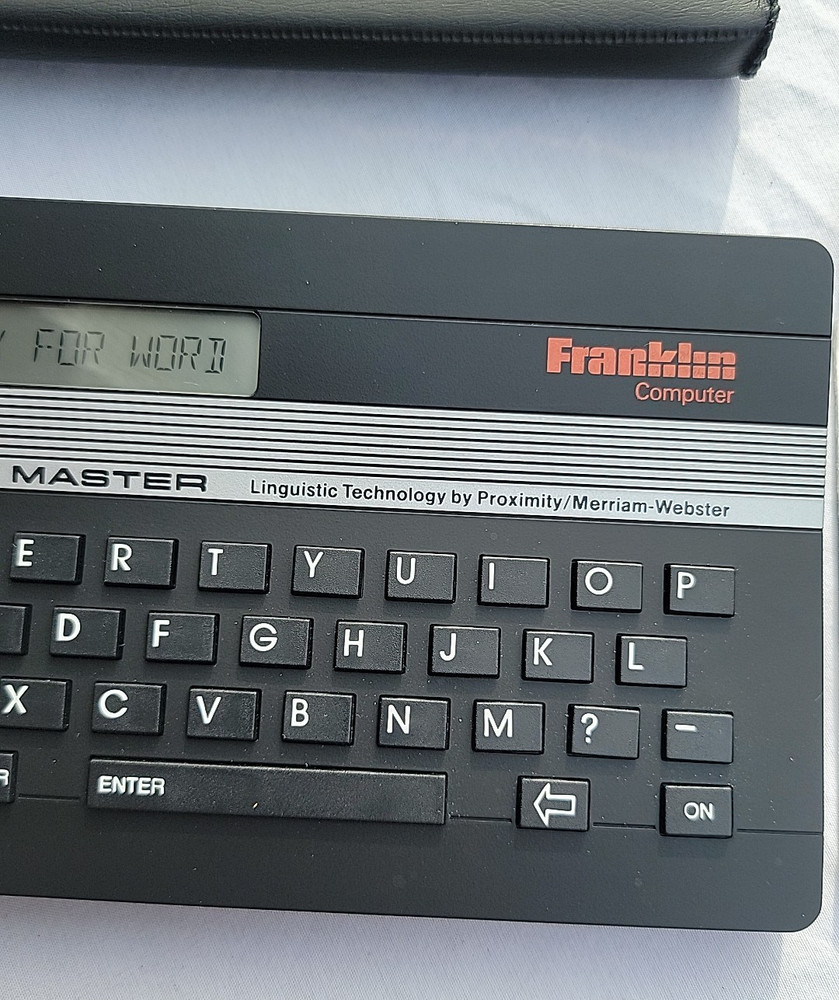 FOR WORD
Franklin
Computer
MASTER
Linguistic Technology by Proximity/Merriam-Webster
E R T Y U I O P
D F G H J K L
X C V B N M ? -
R ENTER ON